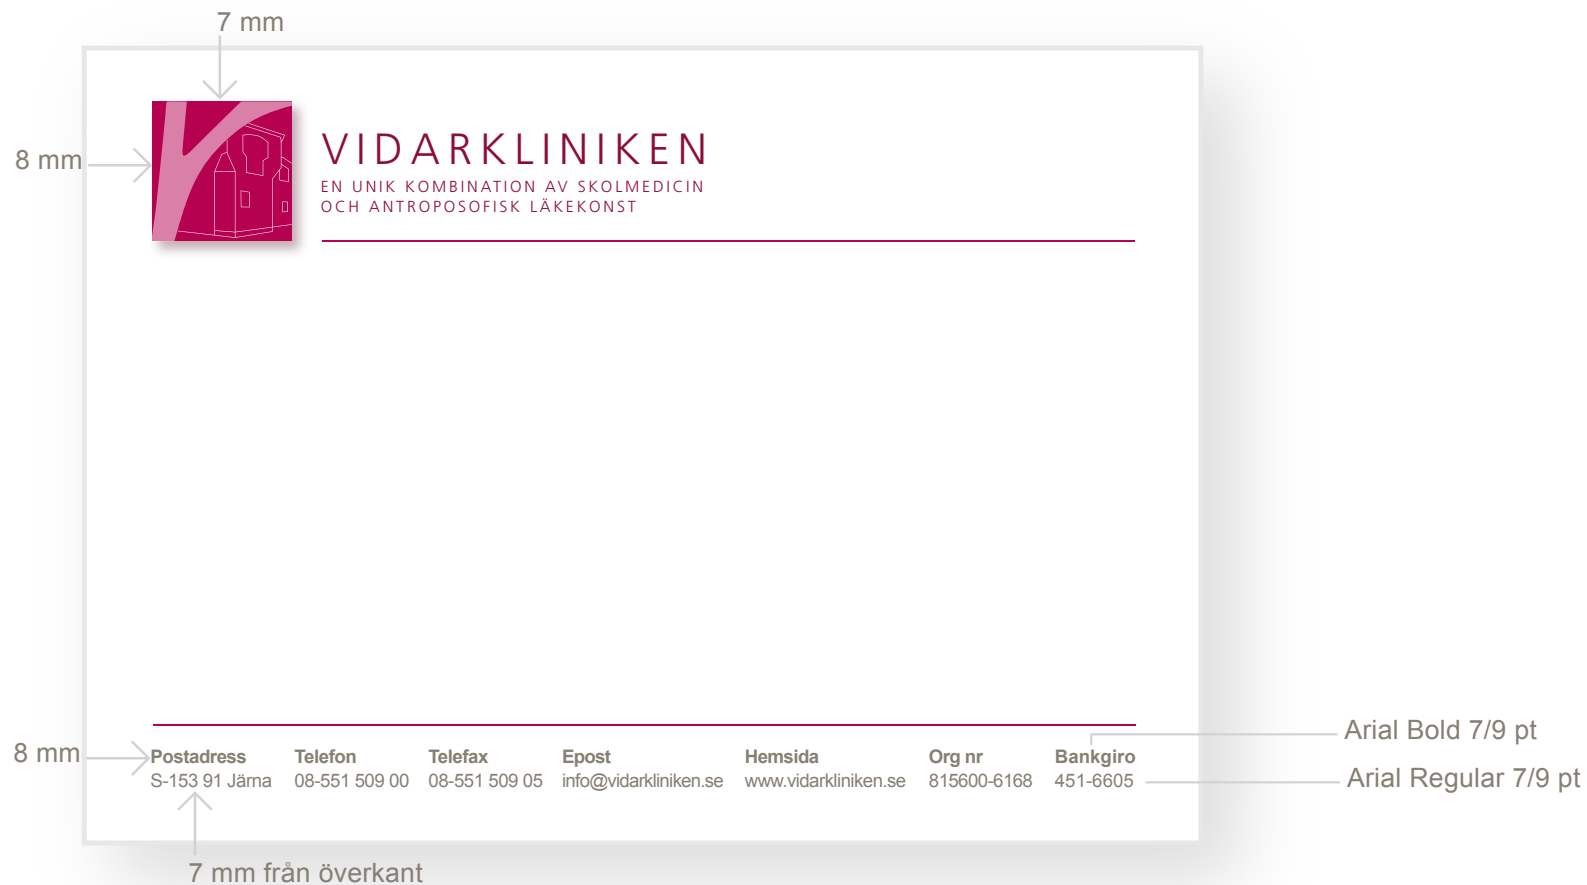 7 mm
8 mm
VIDARKLINIKEN
EN UNIK KOMBINATION AV SKOLMEDICIN
OCH ANTROPOSOFISK LÄKEKONST
Arial Bold 7/9 pt
8 mm
Postadress Telefon Telefax Epost Hemsida Org nr Bankgiro
S-153 91 Järna 08-551 509 00 08-551 509 05 info@vidarkliniken.se www.vidarkliniken.se 815600-6168 451-6605
Arial Regular 7/9 pt
7 mm från överkant